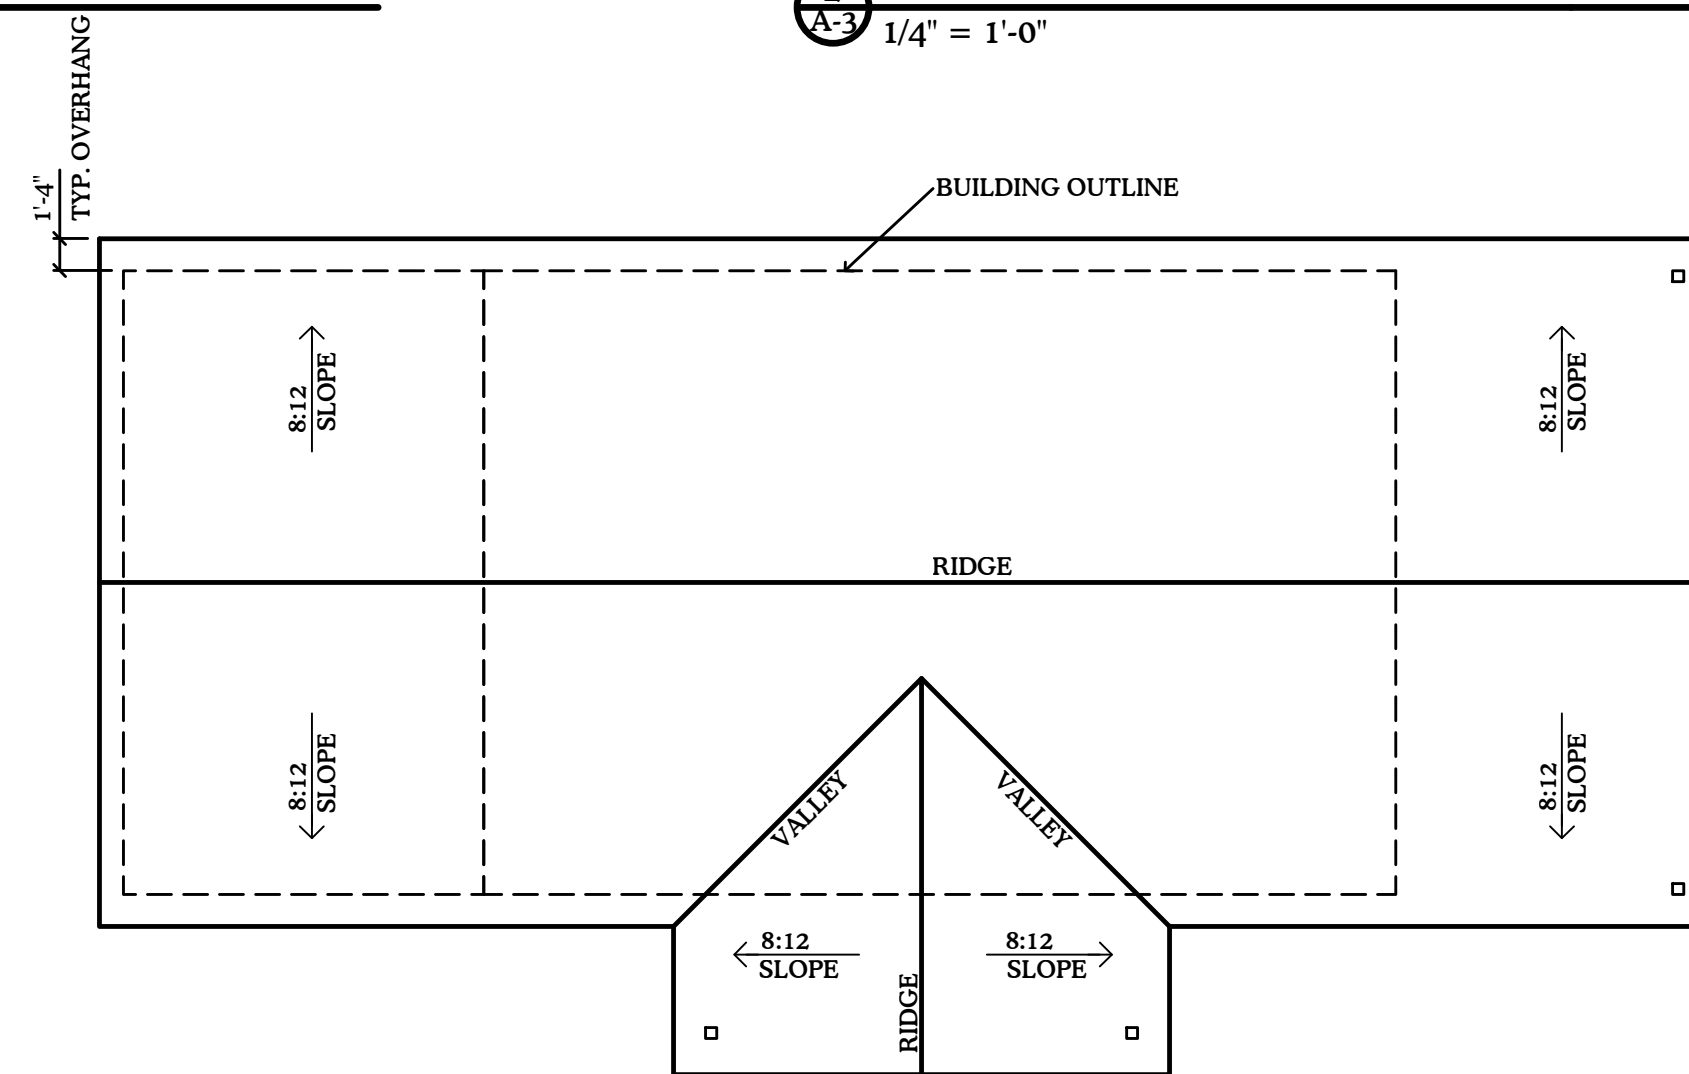 A-3
1/4" = 1'-0"
1'-4"
TYP. OVERHANG
BUILDING OUTLINE
8:12
SLOPE
8:12
SLOPE
RIDGE
8:12
SLOPE
VALLEY
VALLEY
8:12
SLOPE
8:12
SLOPE
8:12
SLOPE
RIDGE